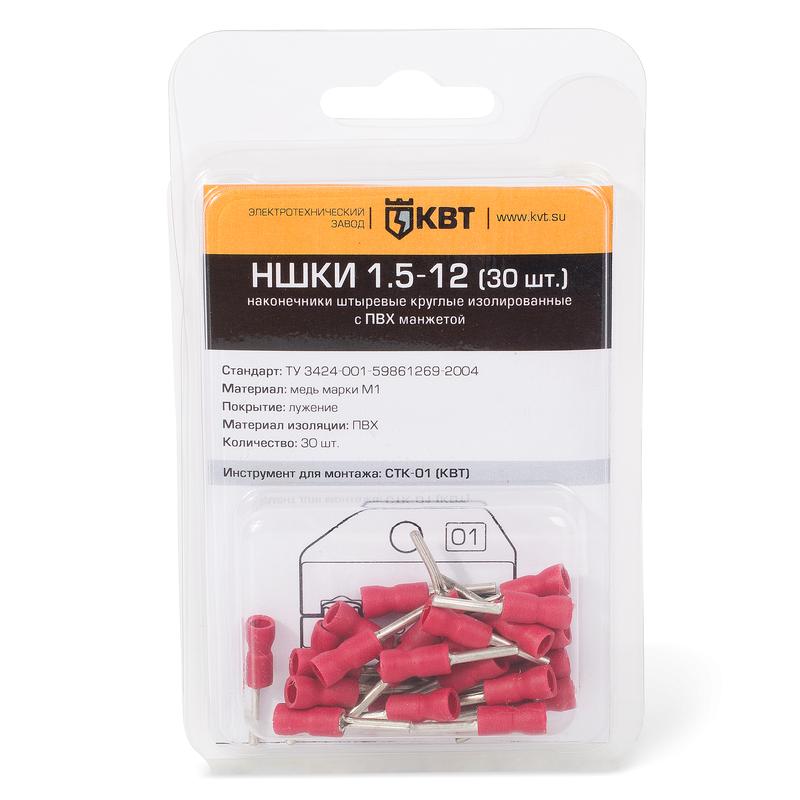 ЭЛЕКТРОТЕХНИЧЕСКИЙ
ЗАВОД
КВТ
www.kvt.su
НШКИ 1.5-12 (30 шт.)
наконечники штыревые круглые изолированные
с ПВХ манжетой
Стандарт: ТУ 3424-001-59861269-2004
Материал: медь марки М1
Покрытие: лужение
Материал изоляции: ПВХ
Количество: 30 шт.
Инструмент для монтажа: СТК-01 (КВТ)
01